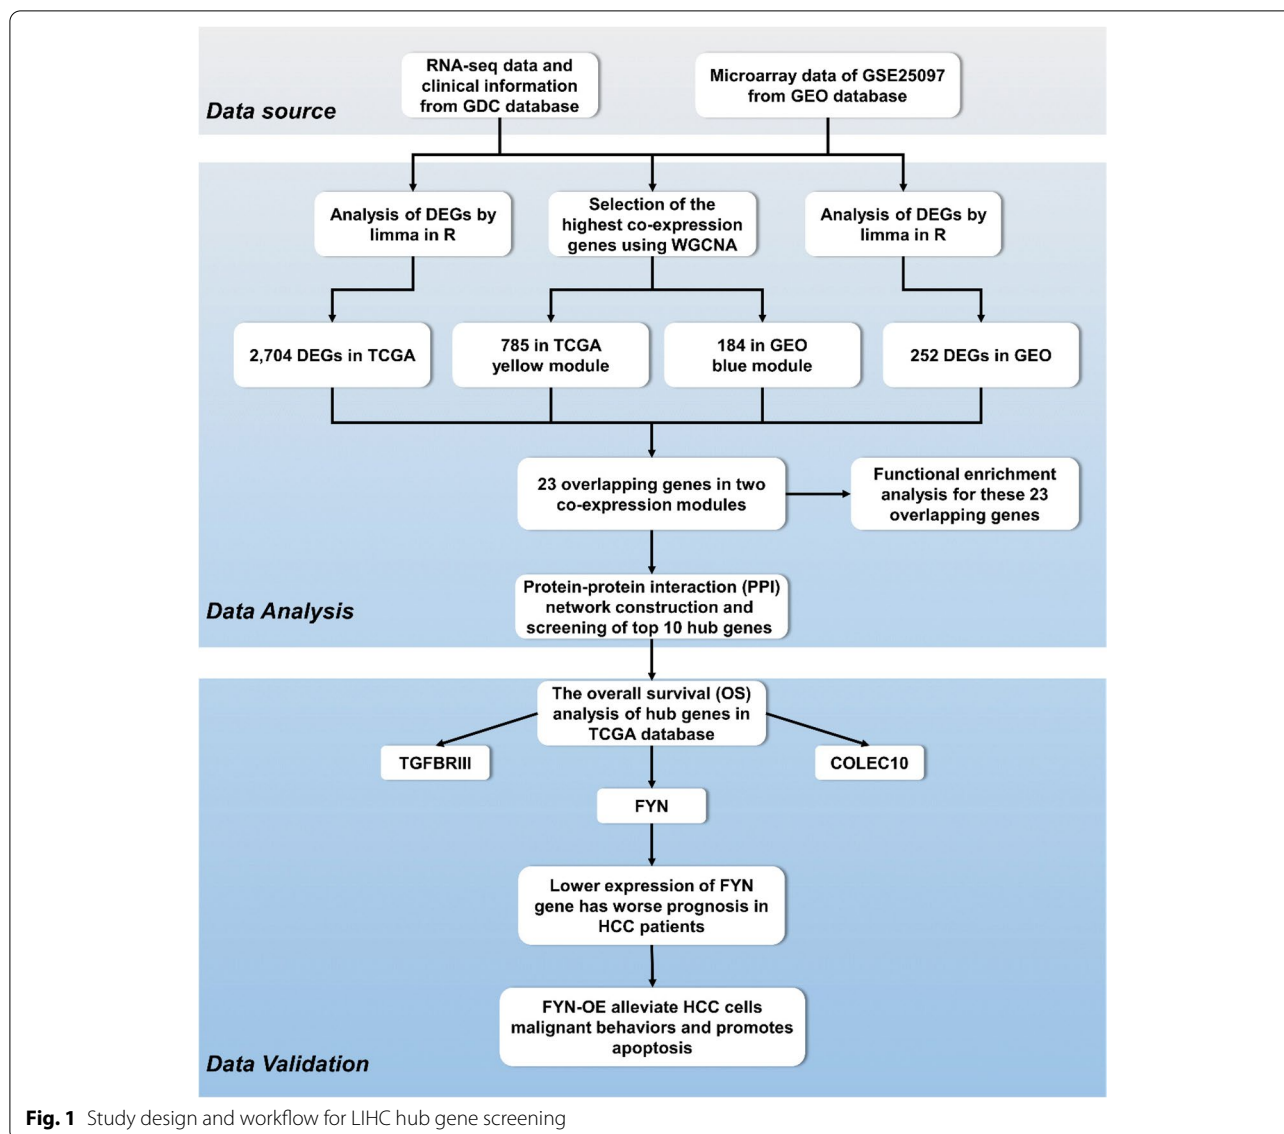 RNA-seq data and
clinical information
from GDC database
Microarray data of GSE25097
from GEO database
Data source
Analysis of DEGs by
limma in R
Selection of the
highest co-expression
genes using WGCNA
Analysis of DEGs by
limma in R
2,704 DEGs in TCGA
785 in TCGA
yellow module
184 in GEO
blue module
252 DEGs in GEO
23 overlapping genes in two
co-expression modules
Functional enrichment
analysis for these 23
overlapping genes
Protein-protein interaction (PPI)
network construction and
screening of top 10 hub genes
Data Analysis
The overall survival (OS)
analysis of hub genes in
TCGA database
TGFBRIII
COLEC10
FYN
Lower expression of FYN
gene has worse prognosis in
HCC patients
FYN-OE alleviate HCC cells
malignant behaviors and promotes
apoptosis
Data Validation
Fig. 1 Study design and workflow for LIHC hub gene screening